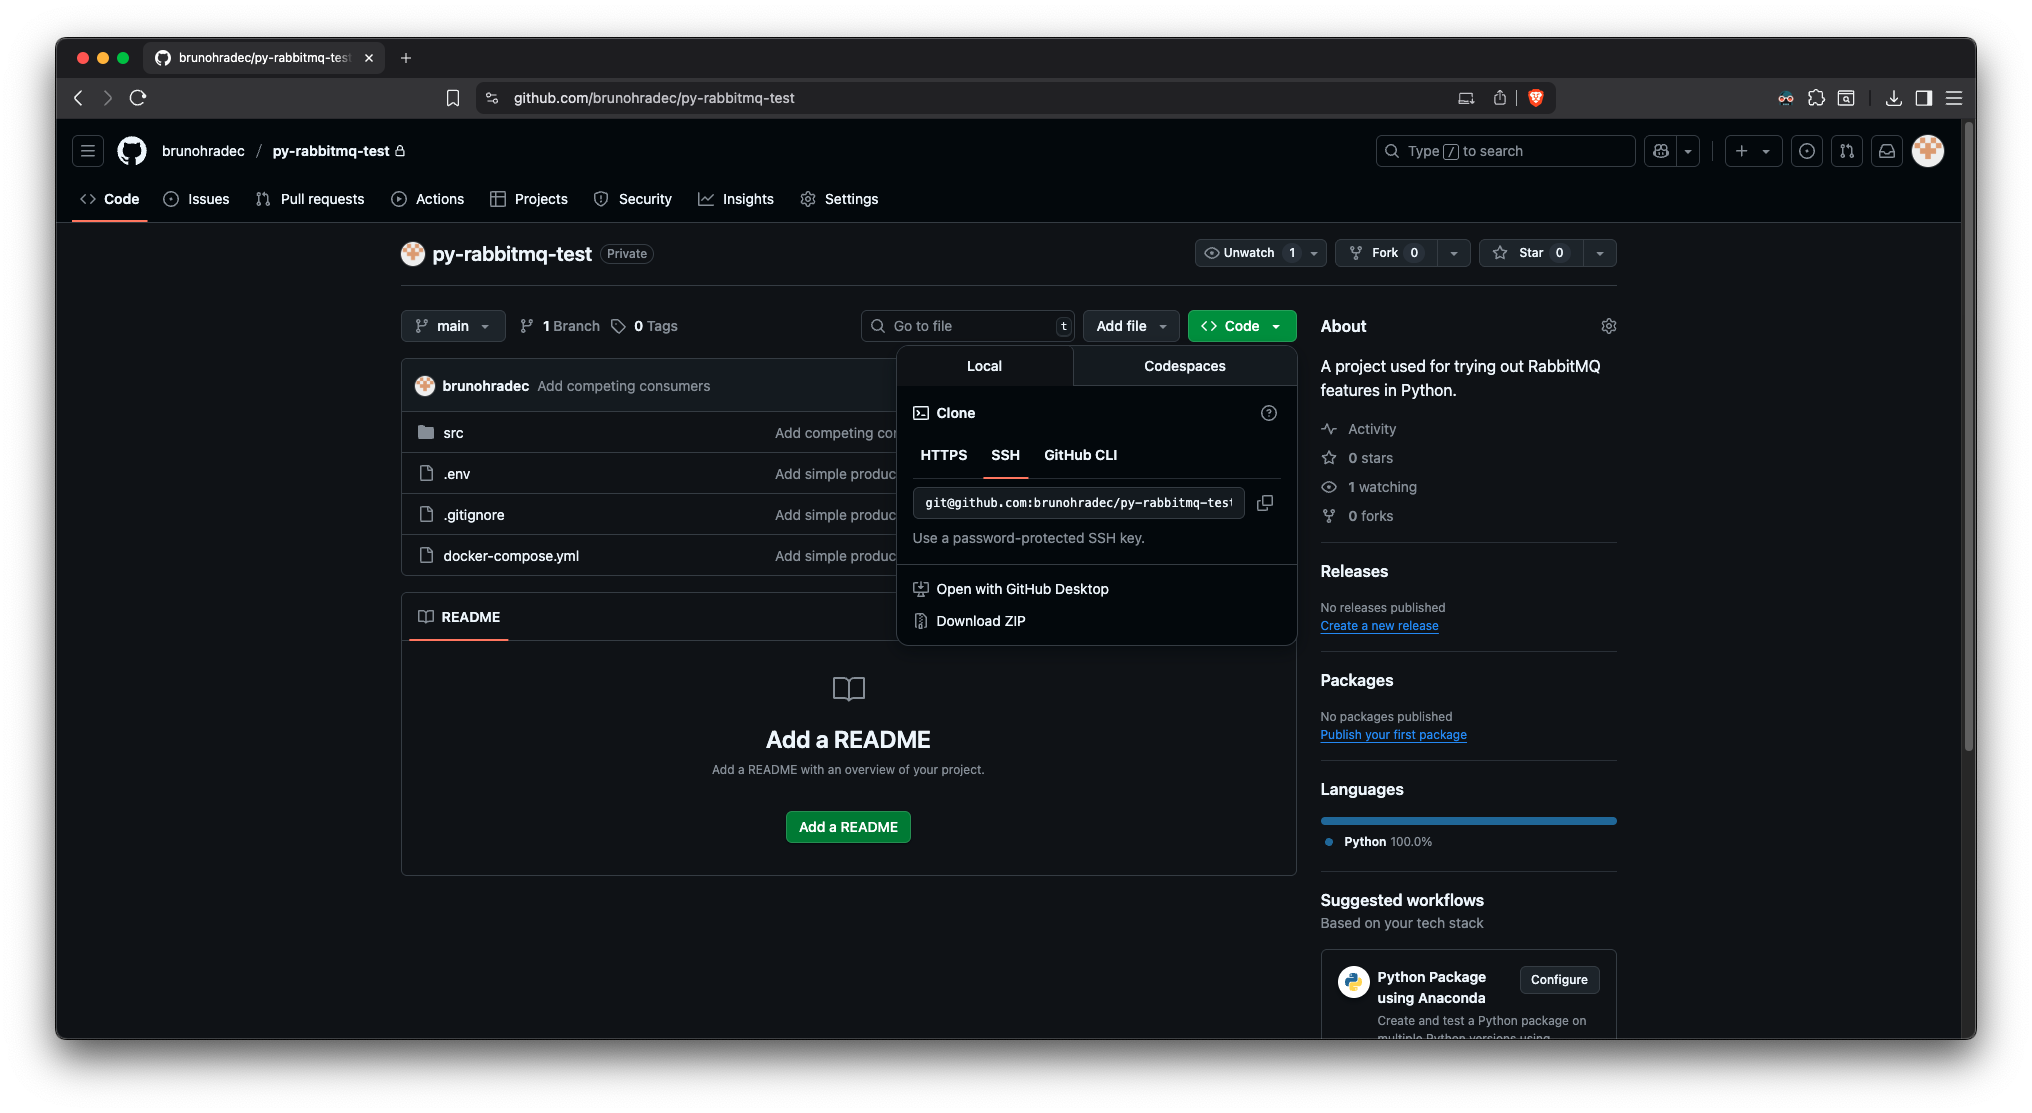 brunohradec/py-rabbitmq-test
github.com/brunohradec/py-rabbitmq-test
brunohradec / py-rabbitmq-test
Type / to search
Code
Issues
Pull requests
Actions
Projects
Security
Insights
Settings
py-rabbitmq-test Private
Unwatch 1
Fork 0
Star 0
main
1 Branch
0 Tags
Go to file t
Add file
Code
brunohradec Add competing consumers
src Add competing cor
.env Add simple produc
.gitignore Add simple produc
docker-compose.yml Add simple produc
Local
Codespaces
Clone
HTTPS
SSH
GitHub CLI
git@github.com:brunohradec/py-rabbitmq-test
Use a password-protected SSH key.
Open with GitHub Desktop
Download ZIP
README
Add a README
Add a README with an overview of your project.
Add a README
About
A project used for trying out RabbitMQ
features in Python.
Activity
0 stars
1 watching
0 forks
Releases
No releases published
Create a new release
Packages
No packages published
Publish your first package
Languages
Python 100.0%
Suggested workflows
Based on your tech stack
Python Package
using Anaconda
Configure
Create and test a Python package on
multiple Python versions using